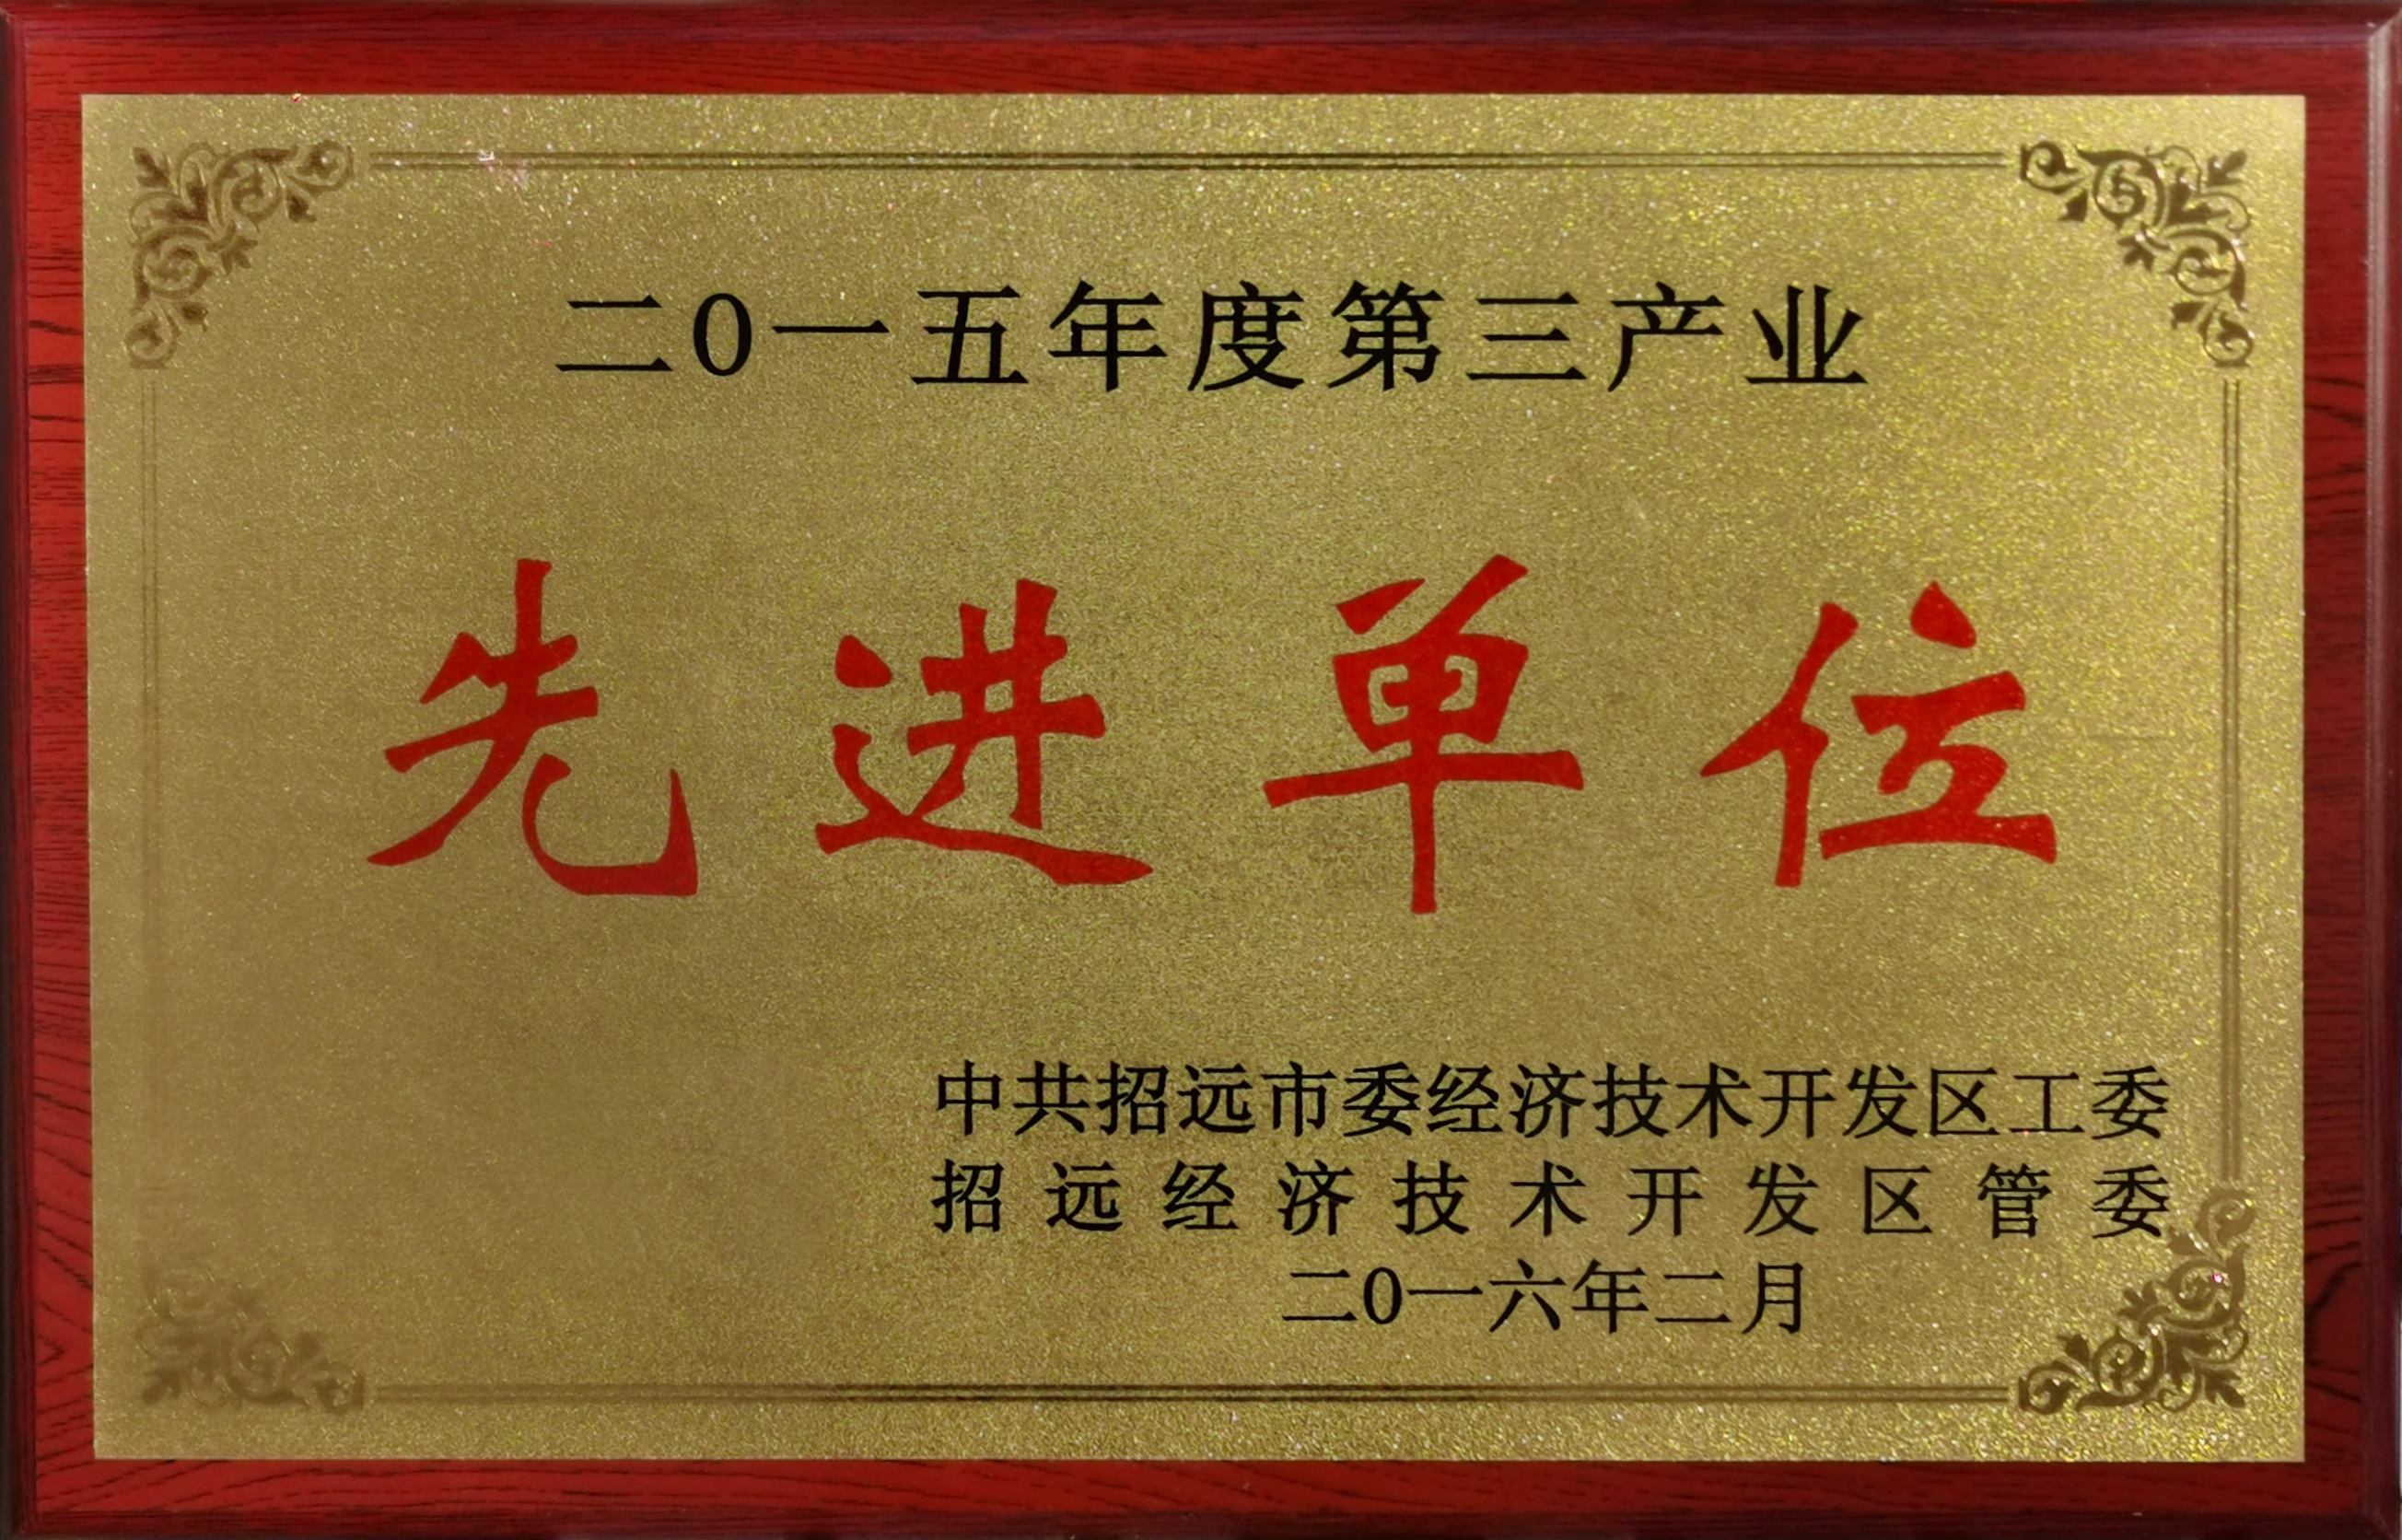 二0一五年度第三产业
先进单位
中共招远市委经济技术开发区工委
招远经济技术开发区管委
二0一六年二月